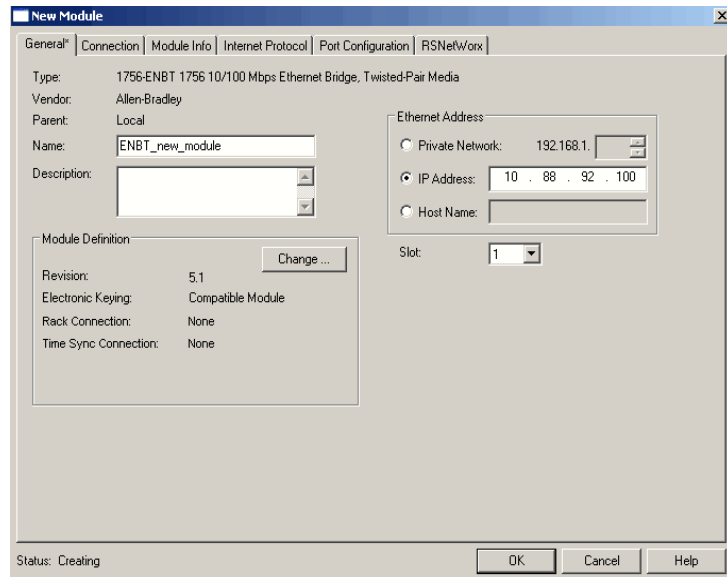 New Module
General* Connection Module Info Internet Protocol Port Configuration RSNetWorx
Type: 1756-ENBT 1756 10/100 Mbps Ethernet Bridge, Twisted-Pair Media
Vendor: Allen-Bradley
Parent: Local
Name: ENBT_new_module
Description:
Ethernet Address
Private Network: 192.168.1.
IP Address: 10 . 88 . 92 . 100
Host Name:
Slot: 1
Module Definition
Change ...
Revision: 5.1
Electronic Keying: Compatible Module
Rack Connection: None
Time Sync Connection: None
Status: Creating
OK Cancel Help